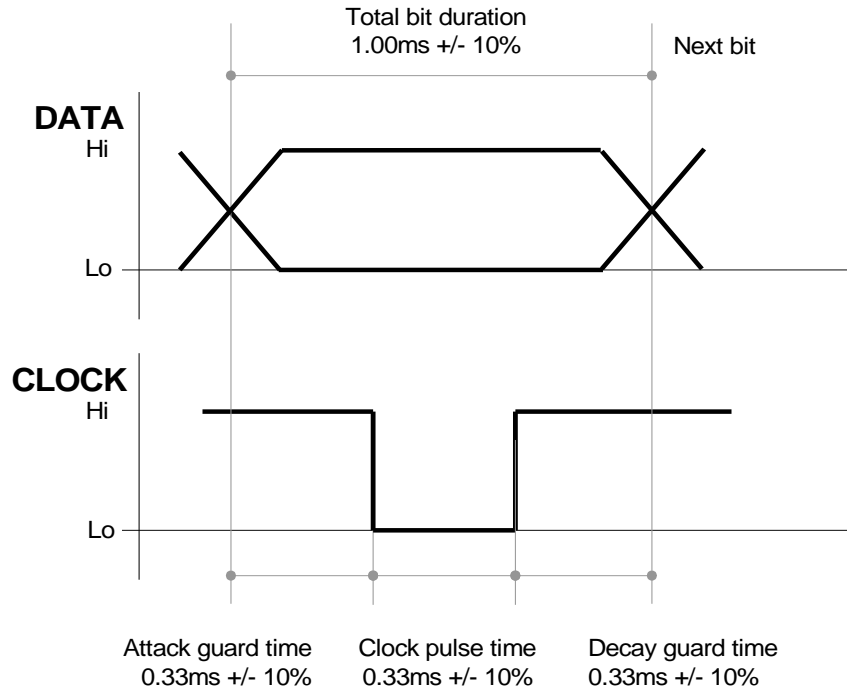 Total bit duration
1.00ms +/- 10%
Next bit
DATA
Hi
Lo
CLOCK
Hi
Lo
Attack guard time
0.33ms +/- 10%
Clock pulse time
0.33ms +/- 10%
Decay guard time
0.33ms +/- 10%